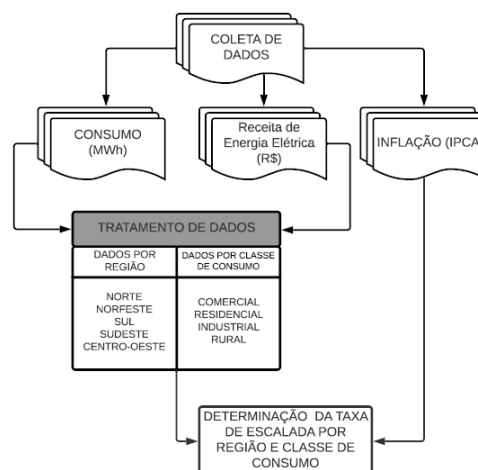 COLETA DE
DADOS
CONSUMO
(MWh)
Receita de
Energia Elétrica
(R$)
INFLAÇÃO (IPCA
TRATAMENTO DE DADOS
DADOS POR
REGIÃO
DADOS POR CLASSE
DE CONSUMO
NORTE
NORFESTE
SUL
SUDESTE
CENTRO-OESTE
COMERCIAL
RESIDENCIAL
INDUSTRIAL
RURAL
DETERMINAÇÃO DA TAXA
DE ESCALADA POR
REGIÃO E CLASSE DE
CONSUMO